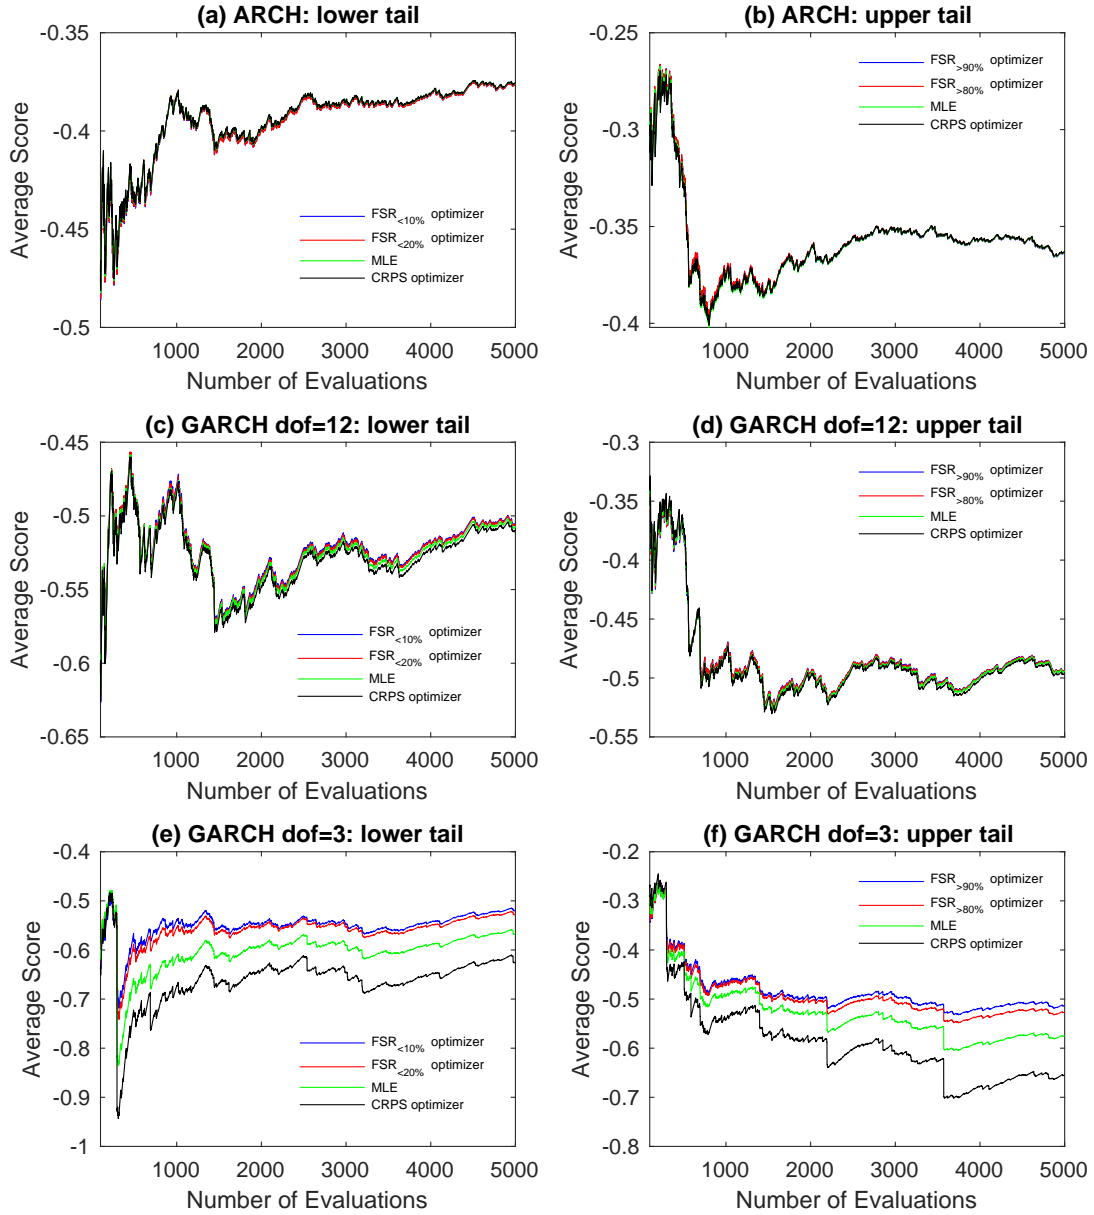 (a) ARCH: lower tail
-0.35
-0.4
-0.45
-0.5
Average Score
FSR<10% optimizer
FSR<20% optimizer
MLE
CRPS optimizer
1000 2000 3000 4000 5000
Number of Evaluations
(b) ARCH: upper tail
-0.25
-0.3
-0.35
-0.4
Average Score
FSR>90% optimizer
FSR>80% optimizer
MLE
CRPS optimizer
1000 2000 3000 4000 5000
Number of Evaluations
(c) GARCH dof=12: lower tail
-0.45
-0.5
-0.55
-0.6
-0.65
Average Score
FSR<10% optimizer
FSR<20% optimizer
MLE
CRPS optimizer
1000 2000 3000 4000 5000
Number of Evaluations
(d) GARCH dof=12: upper tail
-0.3
-0.35
-0.4
-0.45
-0.5
-0.55
Average Score
FSR>90% optimizer
FSR>80% optimizer
MLE
CRPS optimizer
1000 2000 3000 4000 5000
Number of Evaluations
(e) GARCH dof=3: lower tail
-0.4
-0.5
-0.6
-0.7
-0.8
-0.9
-1
Average Score
FSR<10% optimizer
FSR<20% optimizer
MLE
CRPS optimizer
1000 2000 3000 4000 5000
Number of Evaluations
(f) GARCH dof=3: upper tail
-0.2
-0.3
-0.4
-0.5
-0.6
-0.7
-0.8
Average Score
FSR>90% optimizer
FSR>80% optimizer
MLE
CRPS optimizer
1000 2000 3000 4000 5000
Number of Evaluations